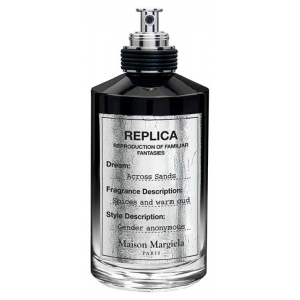 REPLICA
REPRODUCTION OF FAMILIAR
FANTASIES
Dream:
Across Sands
Fragrance Description:
Spices and warm oud
Style Description:
Gender anonymous
Maison Margiela
PARIS